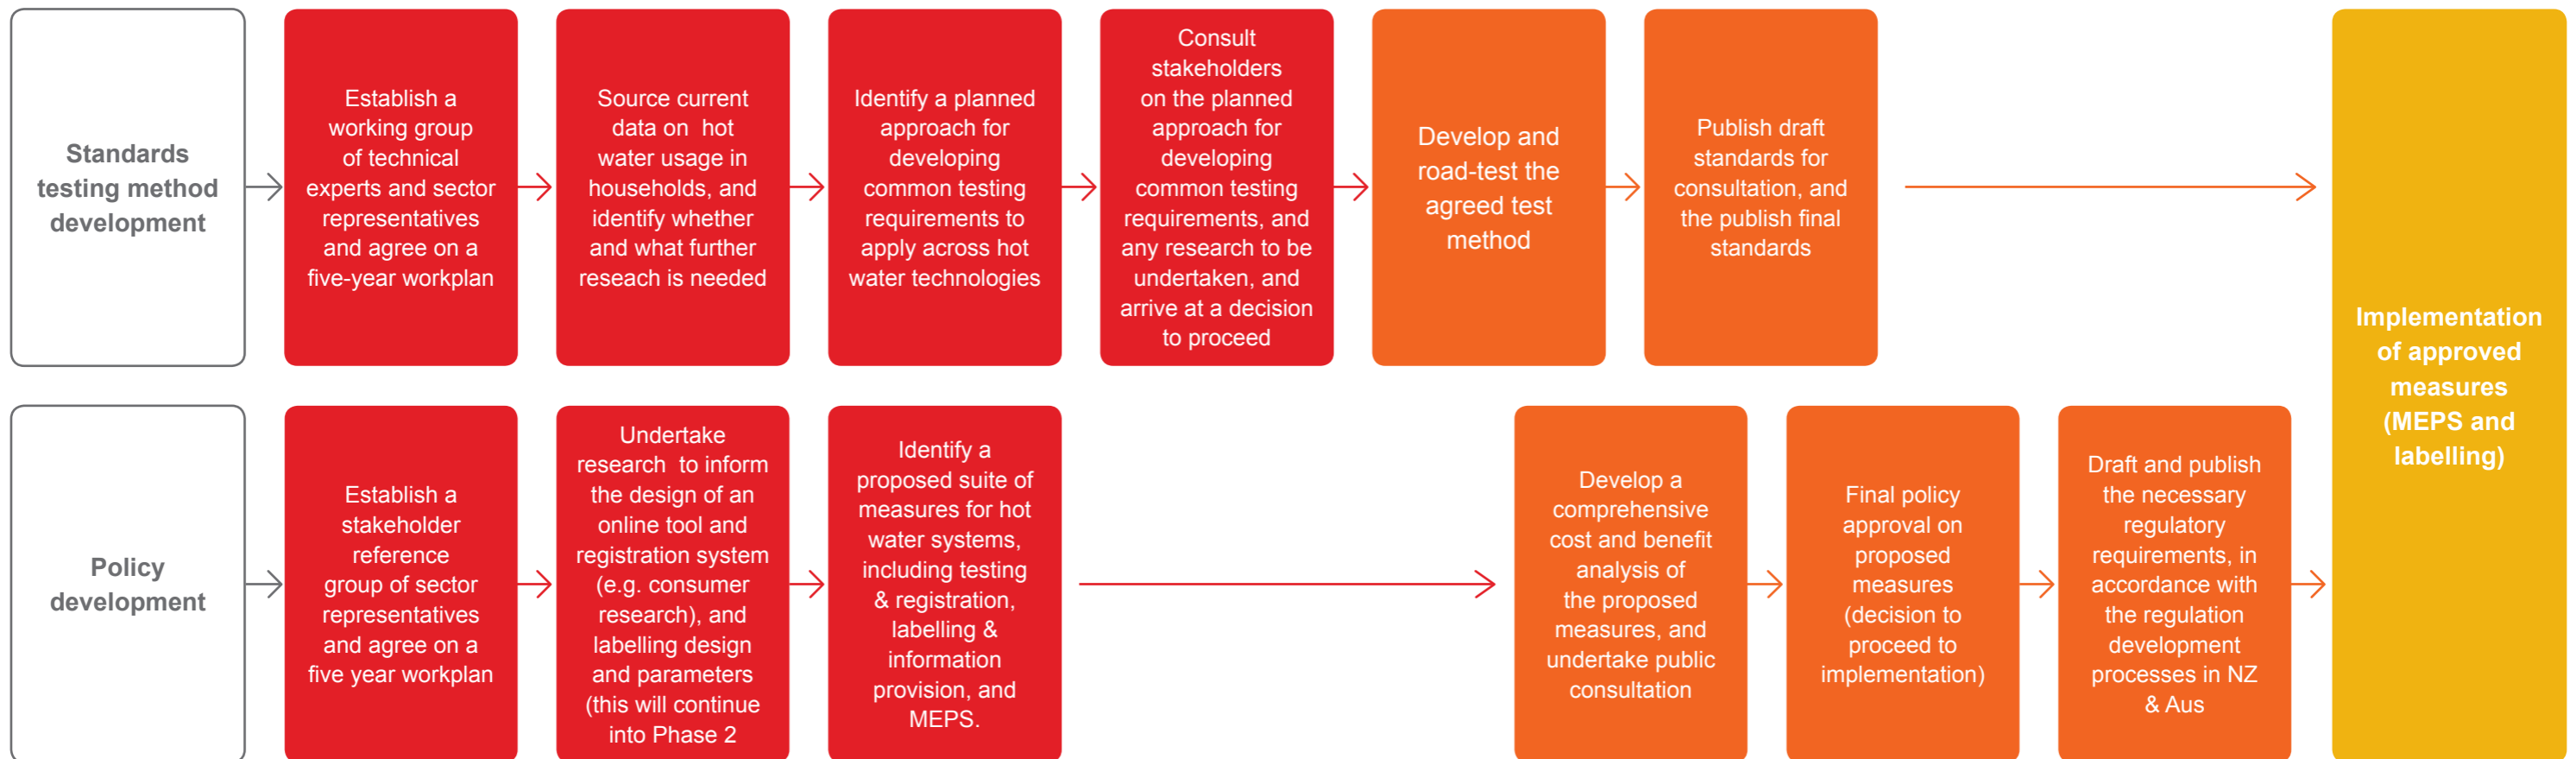 Standards
testing method
development
Establish a
working group
of technical
experts and sector
representatives
and agree on a
five-year workplan
Source current
data on  hot
water usage in
households, and
identify whether
and what further
reseach is needed
Identify a planned
approach for
developing
common testing
requirements to
apply across hot
water technologies
Consult
stakeholders
on the planned
approach for
developing
common testing
requirements, and
any research to be
undertaken, and
arrive at a decision
to proceed
Develop and
road-test the
agreed test
method
Publish draft
standards for
consultation, and
the publish final
standards
Policy
development
Establish a
stakeholder
reference
group of sector
representatives
and agree on a
five year workplan
Undertake
research  to inform
the design of an
online tool and
registration system
(e.g. consumer
research), and
labelling design
and parameters
(this will continue
into Phase 2
Identify a
proposed suite of
measures for hot
water systems,
including testing
& registration,
labelling &
information
provision, and
MEPS.
Develop a
comprehensive
cost and benefit
analysis of
the proposed
measures, and
undertake public
consultation
Final policy
approval on
proposed
measures
(decision to
proceed to
implementation)
Draft and publish
the necessary
regulatory
requirements, in
accordance with
the regulation
development
processes in NZ
& Aus
Implementation
of approved
measures
(MEPS and
labelling)